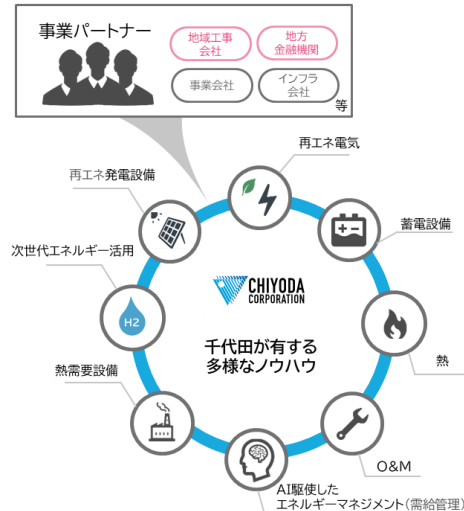 事業パートナー
地域工事
会社
地方
金融機関
事業会社
インフラ
会社
等
再エネ電気
再エネ発電設備
蓄電設備
次世代エネルギー活用
H2
CHIYODA
CORPORATION
千代田が有する
多様なノウハウ
熱
熱需要設備
O&M
AI駆使した
エネルギーマネジメント(需給管理)